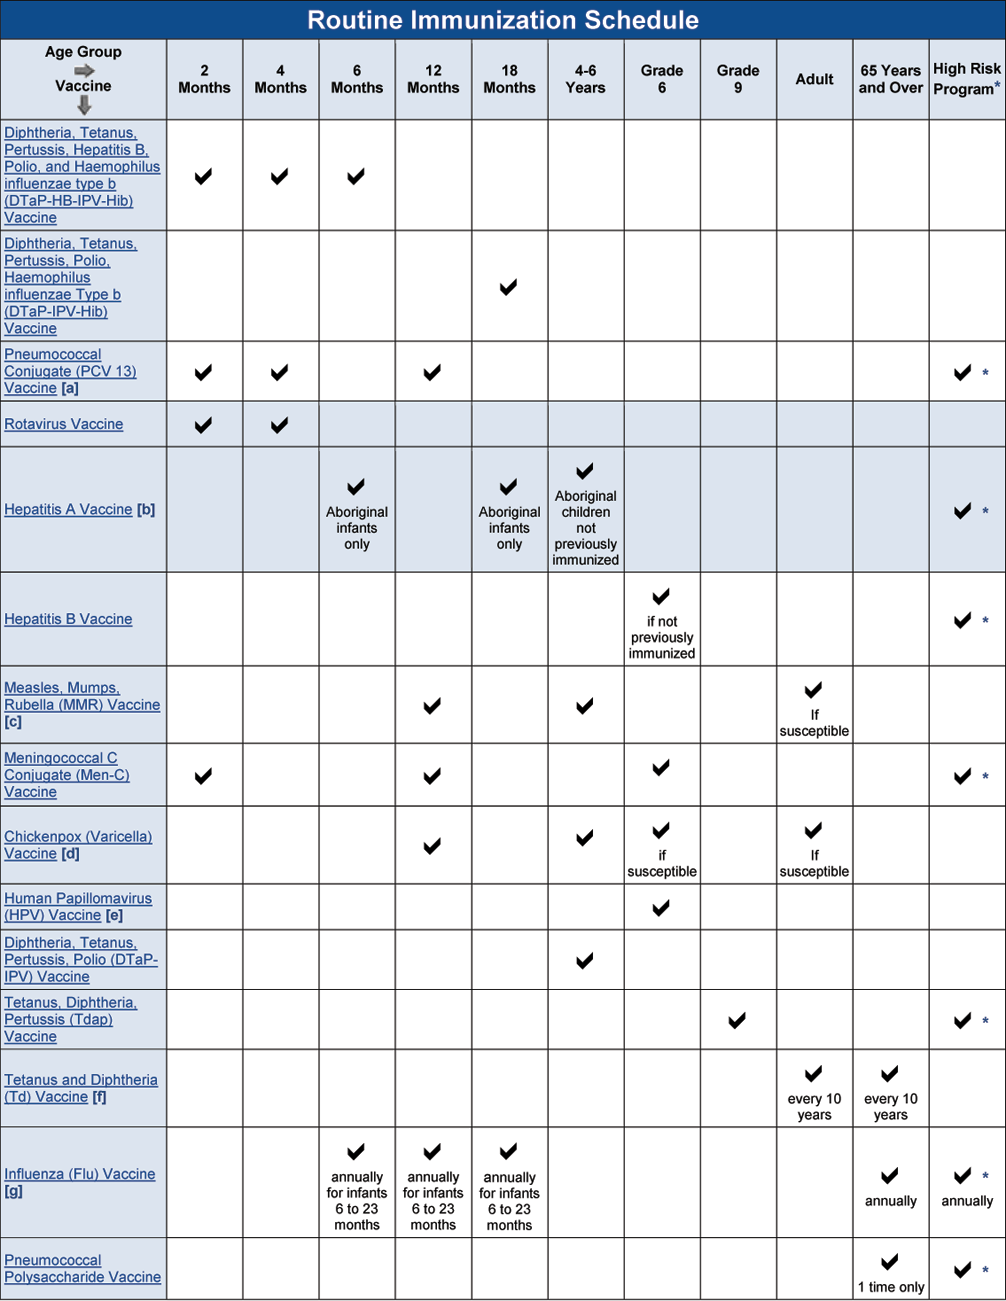 Routine Immunization Schedule
Age Group
Vaccine
2
Months
4
Months
6
Months
12
Months
18
Months
4-6
Years
Grade
6
Grade
9
Adult
65 Years
and Over
High Risk
Program*
Diphtheria, Tetanus,
Pertussis, Hepatitis B,
Polio, and Haemophilus
influenzae type b
(DTaP-HB-IPV-Hib)
Vaccine
Diphtheria, Tetanus,
Pertussis, Polio,
Haemophilus
influenzae Type b
(DTaP-IPV-Hib)
Vaccine
Pneumococcal
Conjugate (PCV 13)
Vaccine [a]
*
Rotavirus Vaccine
Hepatitis A Vaccine [b]
Aboriginal
infants
only
Aboriginal
infants
only
Aboriginal
children
not
previously
immunized
*
Hepatitis B Vaccine
if not
previously
immunized
*
Measles, Mumps,
Rubella (MMR) Vaccine
[c]
If
susceptible
Meningococcal C
Conjugate (Men-C)
Vaccine
*
Chickenpox (Varicella)
Vaccine [d]
if
susceptible
If
susceptible
Human Papillomavirus
(HPV) Vaccine [e]
Diphtheria, Tetanus,
Pertussis, Polio (DTaP-
IPV) Vaccine
Tetanus, Diphtheria,
Pertussis (Tdap)
Vaccine
*
Tetanus and Diphtheria
(Td) Vaccine [f]
every 10
years
every 10
years
Influenza (Flu) Vaccine
[g]
annually
for infants
6 to 23
months
annually
for infants
6 to 23
months
annually
for infants
6 to 23
months
annually
*
annually
Pneumococcal
Polysaccharide Vaccine
1 time only
*